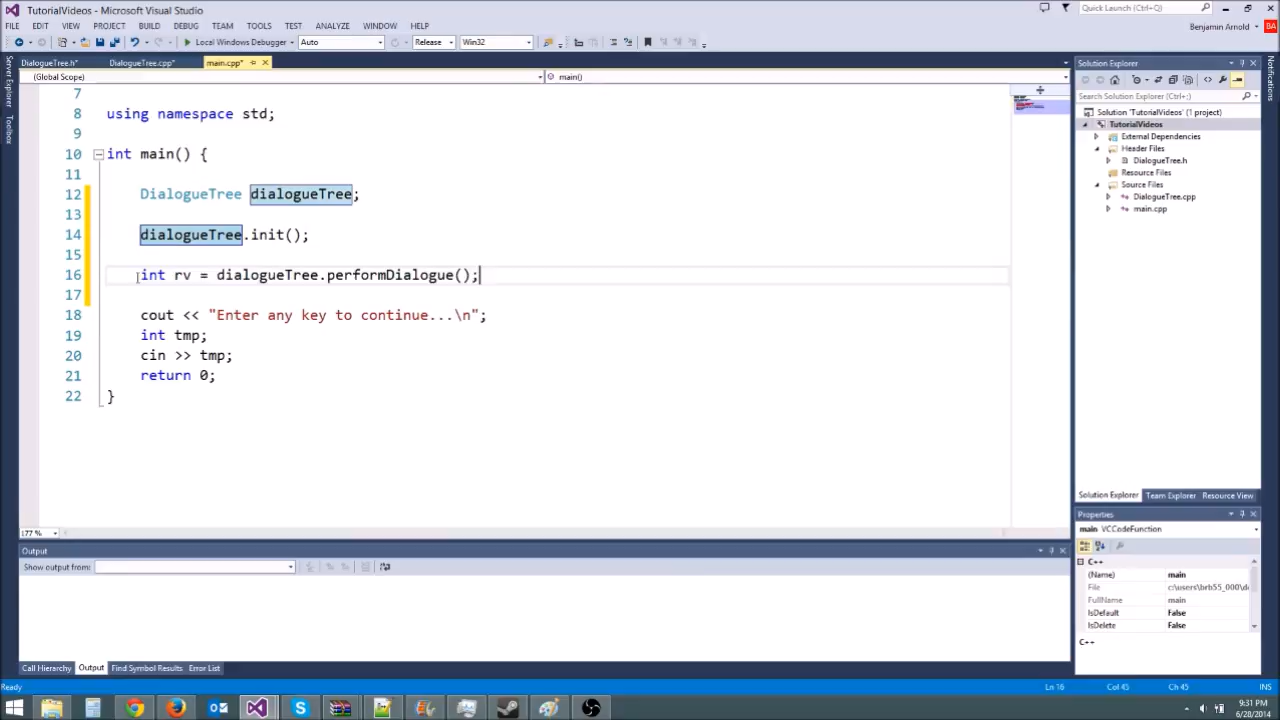 TutorialVideos - Microsoft Visual Studio
Quick Launch (Ctrl+Q)
FILE EDIT VIEW PROJECT BUILD DEBUG TEAM TOOLS TEST ANALYZE WINDOW HELP
Benjamin Arnold BA
Local Windows Debugger Auto Release Win32
DialogueTree.h* DialogueTree.cpp* main.cpp*
(Global Scope) main()
Server Explorer
Toolbox
7
8 using namespace std;
9
10 int main() {
11
12 DialogueTree dialogueTree;
13
14 dialogueTree.init();
15
16 int rv = dialogueTree.performDialogue();
17
18 cout << "Enter any key to continue...\n";
19 int tmp;
20 cin >> tmp;
21 return 0;
22 }
177 %
Output
Show output from:
Call Hierarchy Output Find Symbol Results Error List
Solution Explorer
Search Solution Explorer (Ctrl+;)
Solution 'TutorialVideos' (1 project)
TutorialVideos
External Dependencies
Header Files
DialogueTree.h
Resource Files
Source Files
DialogueTree.cpp
main.cpp
Solution Explorer Team Explorer Resource View
Properties
main VCCodeFunction
C++
(Name) main
File c:\users\brb55_000\d
FullName main
IsDefault False
IsDelete False
C++
Notifications
Ready Ln 16 Col 45 Ch 45 INS
9:31 PM
6/28/2014